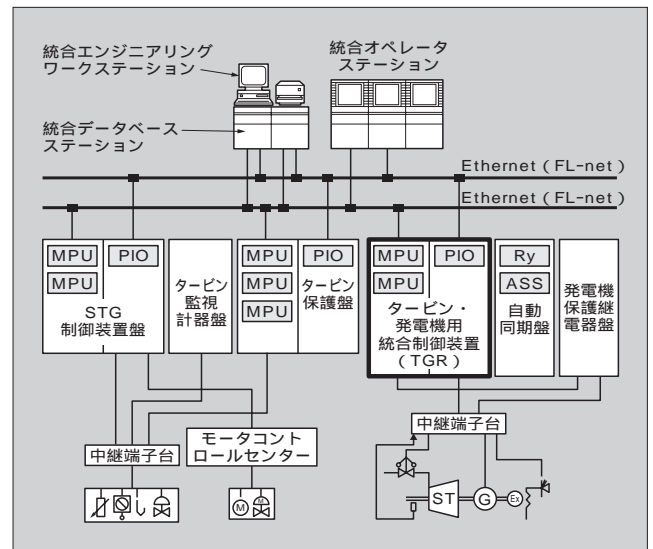 統合エンジニアリング
ワークステーション
統合オペレータ
ステーション
統合データベース
ステーション
Ethernet(FL-net)
Ethernet(FL-net)
MPU
PIO
MPU
STG
制御装置盤
タービン
監視
計器盤
MPU
MPU
MPU
PIO
タービン
保護盤
MPU
PIO
MPU
タービン・
発電機用
統合制御装置
(TGR)
Ry
ASS
自動
同期盤
発電機
保護継
電器盤
中継端子台
モータコント
ロールセンター
中継端子台
M
M
ST
G
Ex